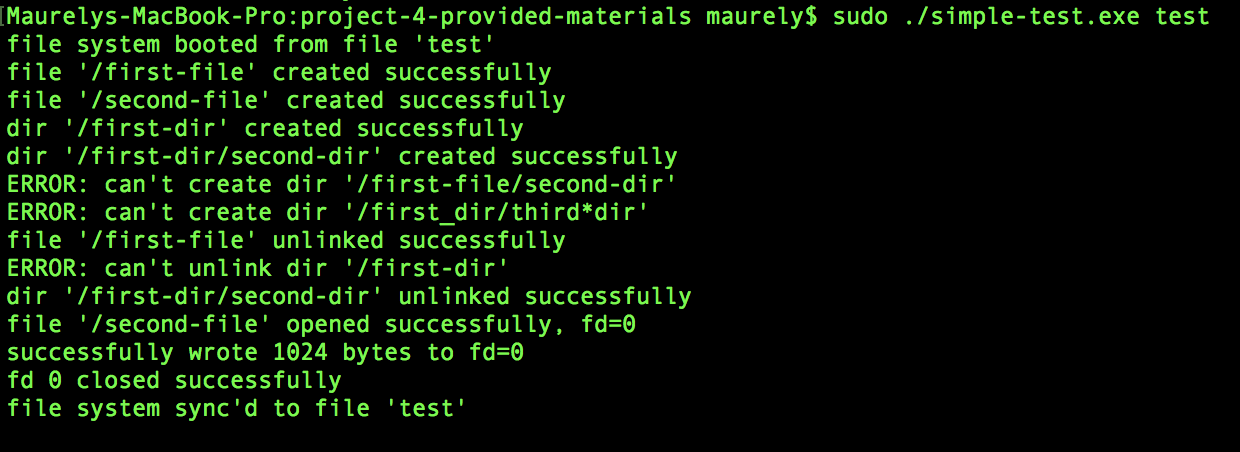 [Maurelys-MacBook-Pro:project-4-provided-materials maurely$ sudo ./simple-test.exe test
file system booted from file 'test'
file '/first-file' created successfully
file '/second-file' created successfully
dir '/first-dir' created successfully
dir '/first-dir/second-dir' created successfully
ERROR: can't create dir '/first-file/second-dir'
ERROR: can't create dir '/first_dir/third*dir'
file '/first-file' unlinked successfully
ERROR: can't unlink dir '/first-dir'
dir '/first-dir/second-dir' unlinked successfully
file '/second-file' opened successfully, fd=0
successfully wrote 1024 bytes to fd=0
fd 0 closed successfully
file system sync'd to file 'test'